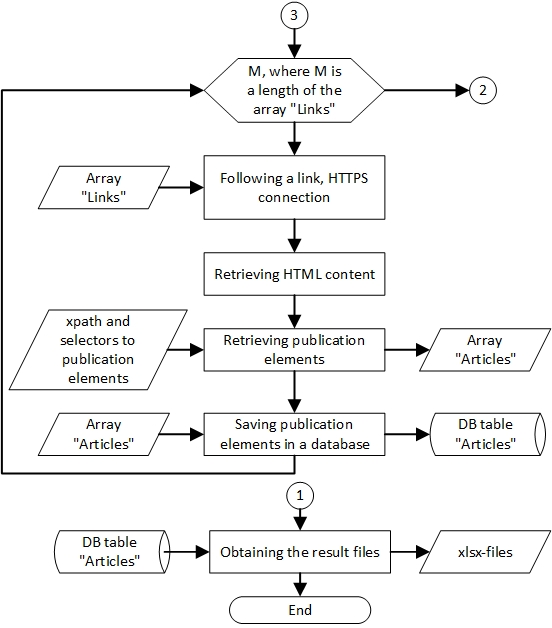 3
M, where M is
a length of the
array "Links"
2
Array
"Links"
Following a link, HTTPS
connection
Retrieving HTML content
xpath and
selectors to
publication
elements
Retrieving publication
elements
Array
"Articles"
Array
"Articles"
Saving publication
elements in a database
DB table
"Articles"
1
DB table
"Articles"
Obtaining the result files
xlsx-files
End